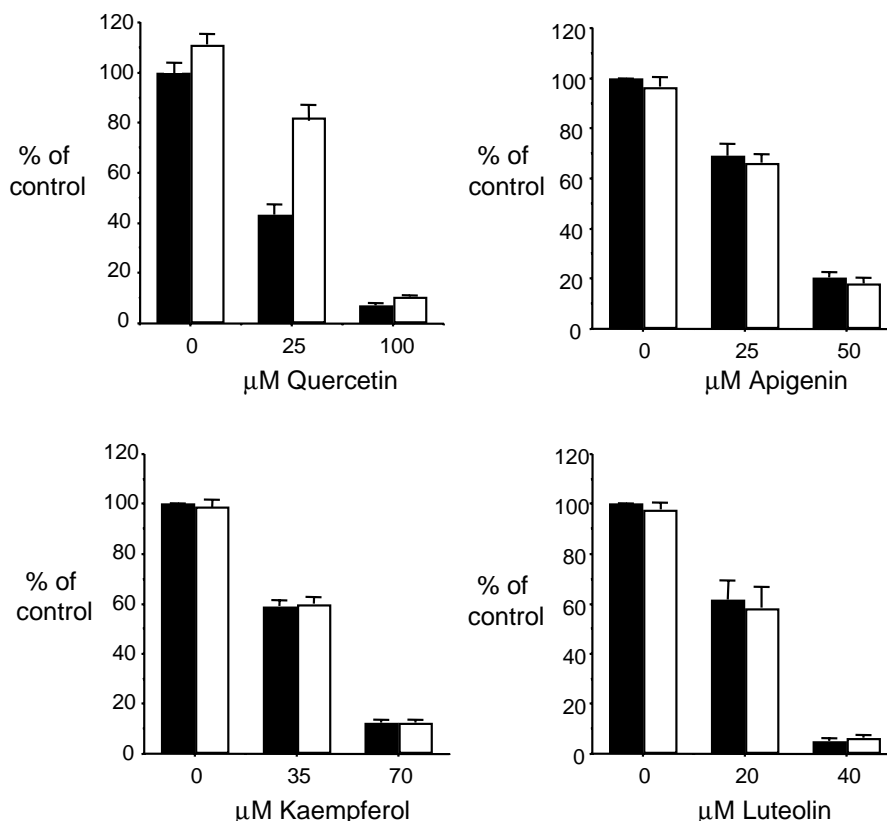 120
100
80
60
40
20
0
% of
control
0 25 100
μM Quercetin
120
100
80
60
40
20
0
% of
control
0 25 50
μM Apigenin
120
100
80
60
40
20
0
% of
control
0 35 70
μM Kaempferol
120
100
80
60
40
20
0
% of
control
0 20 40
μM Luteolin